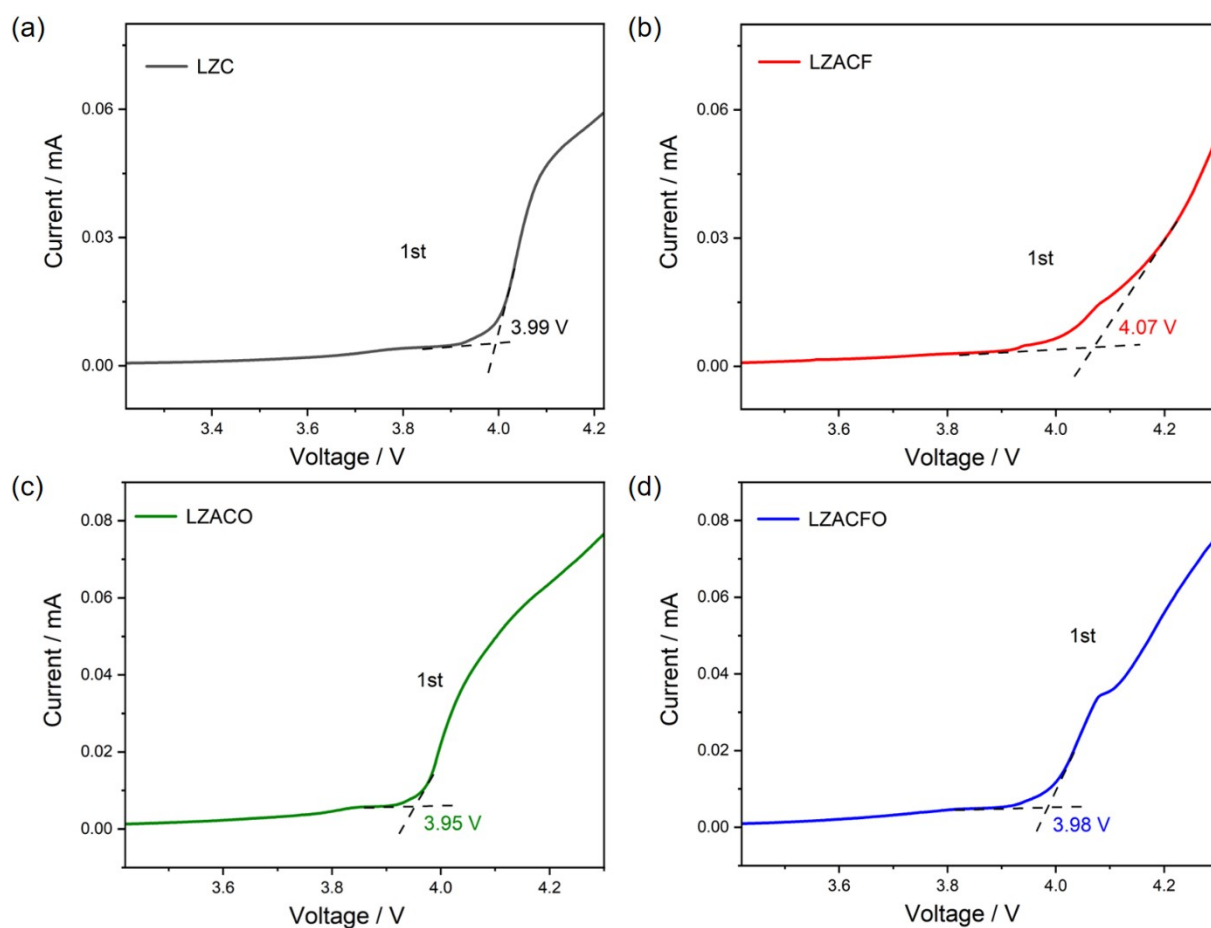 (a)
LZC
Current / mA
0.06
0.03
0.00
1st
3.99 V
3.4
3.6
3.8
4.0
4.2
Voltage / V
(b)
LZACF
Current / mA
0.06
0.03
0.00
1st
4.07 V
3.6
3.8
4.0
4.2
Voltage / V
(c)
LZACO
Current / mA
0.08
0.06
0.04
0.02
0.00
1st
3.95 V
3.6
3.8
4.0
4.2
Voltage / V
(d)
LZACFO
Current / mA
0.08
0.06
0.04
0.02
0.00
1st
3.98 V
3.6
3.8
4.0
4.2
Voltage / V